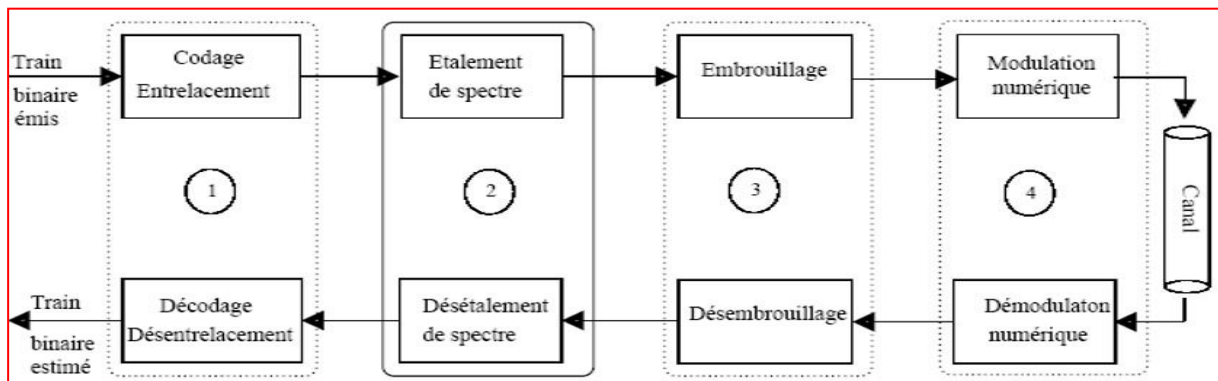 Train
binaire
émis
Codage
Entrelacement
Etalement
de spectre
Embrouillage
Modulation
numérique
1
2
3
4
Canal
Train
binaire
estimé
Décodage
Désentrelacement
Désétalement
de spectre
Désembrouillage
Démodulaton
numérique